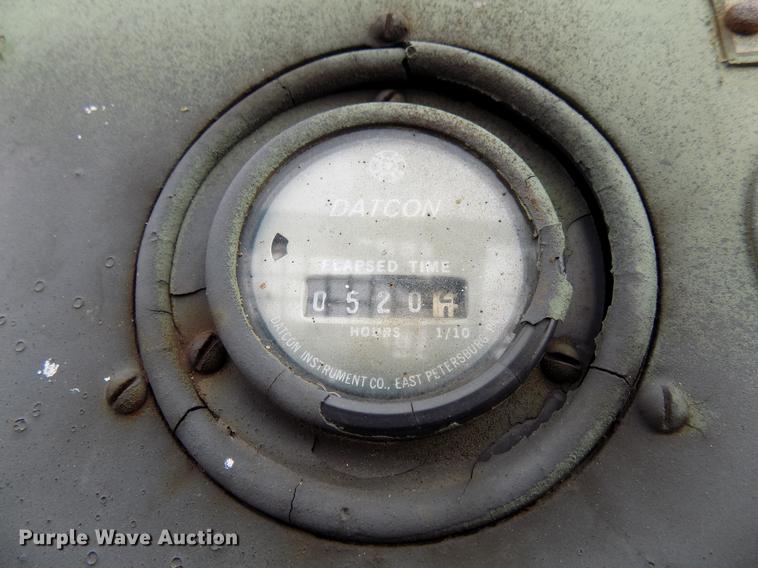 DATCON
ELAPSED TIME
0520
HOURS 1/10
DATCON INSTRUMENT CO., EAST PETERSBURG
Purple Wave Auction